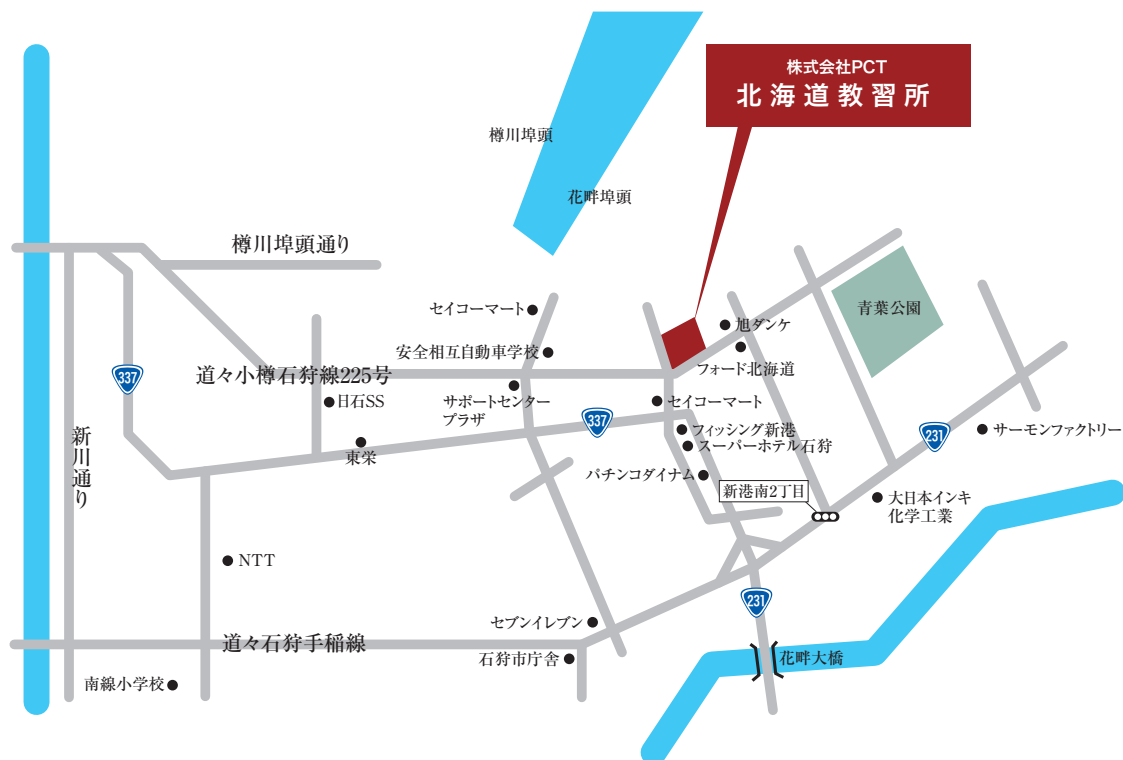 株式会社PCT
北海道教習所
樽川埠頭
花畔埠頭
樽川埠頭通り
セイコーマート
青葉公園
旭ダンケ
安全相互自動車学校
フォード北海道
道々小樽石狩線225号
337
日石SS
サポートセンター
プラザ
セイコーマート
337
フィッシング新港
スーパーホテル石狩
231
サーモンファクトリー
東栄
新川通り
パチンコダイナム
新港南2丁目
大日本インキ
化学工業
NTT
231
セブンイレブン
道々石狩手稲線
石狩市庁舎
花畔大橋
南線小学校